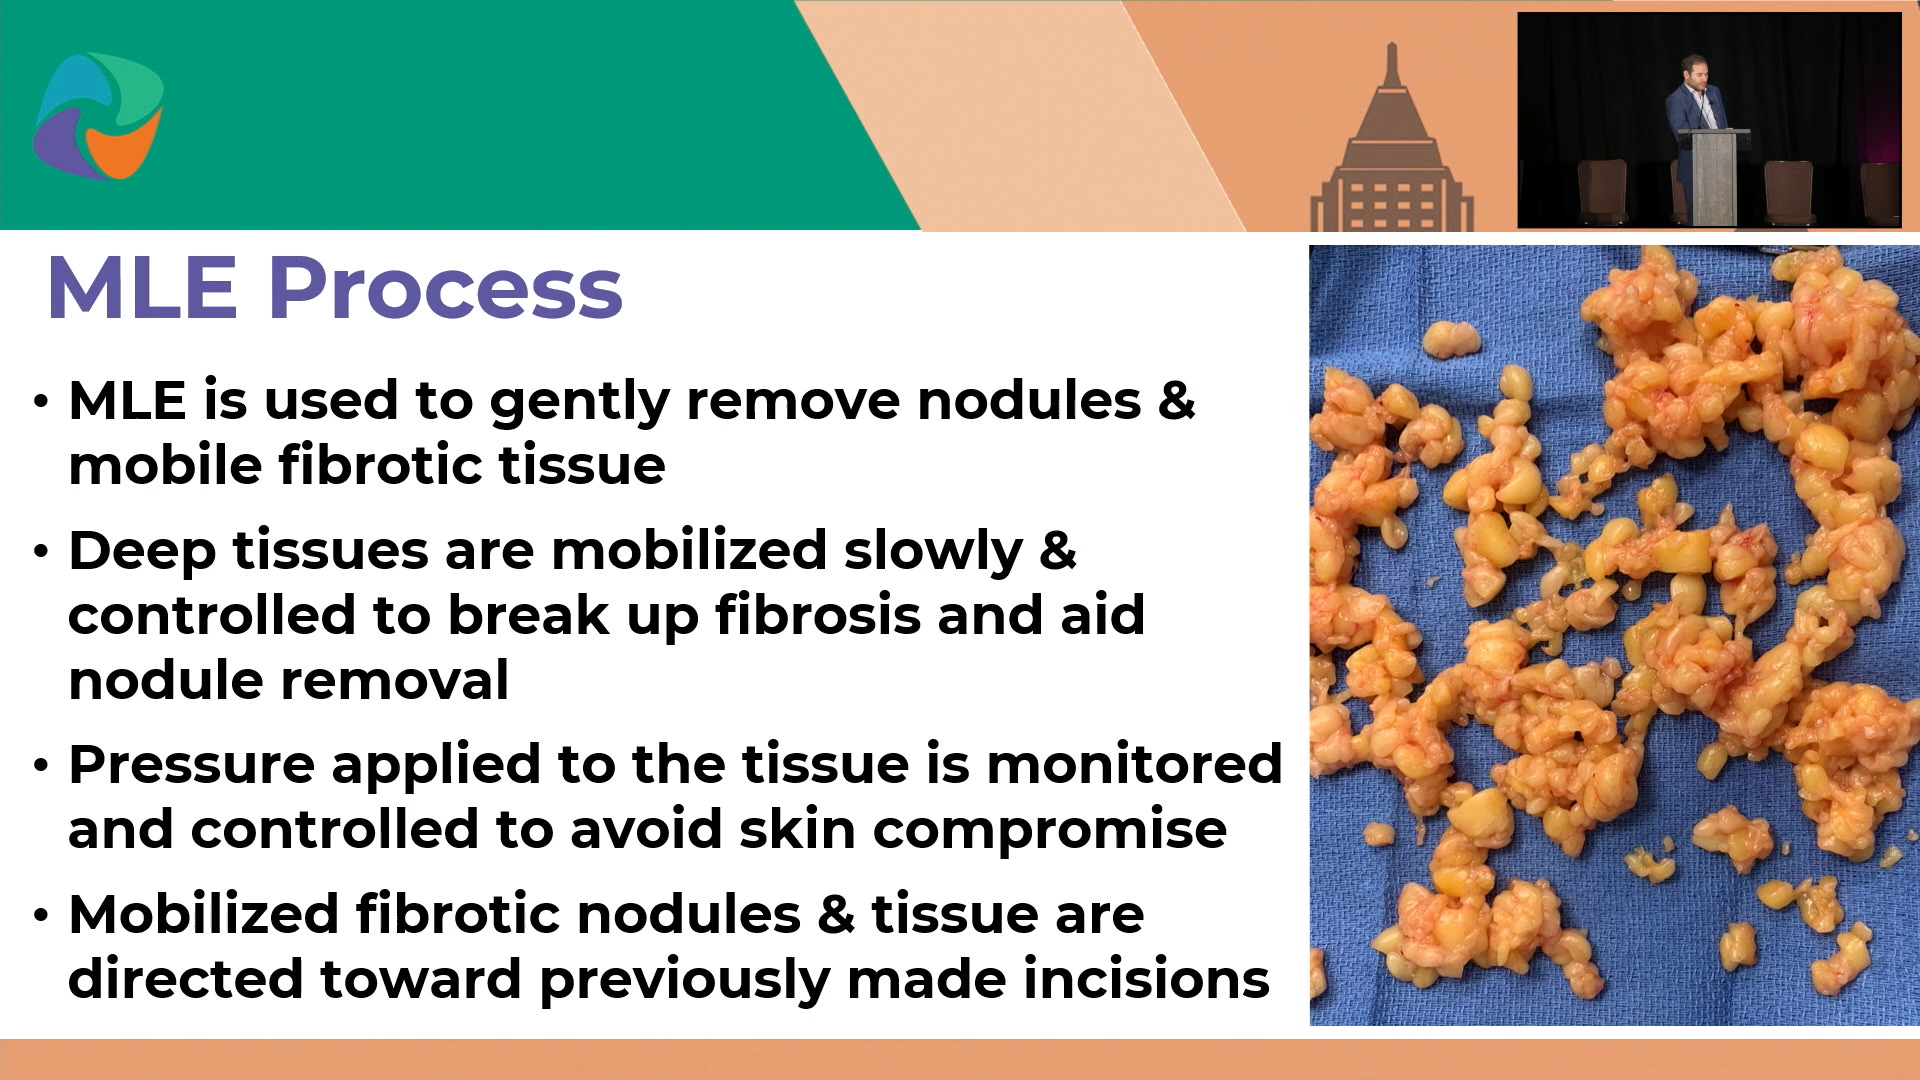 MLE Process
• MLE is used to gently remove nodules &
mobile fibrotic tissue
• Deep tissues are mobilized slowly &
controlled to break up fibrosis and aid
nodule removal
• Pressure applied to the tissue is monitored
and controlled to avoid skin compromise
• Mobilized fibrotic nodules & tissue are
directed toward previously made incisions